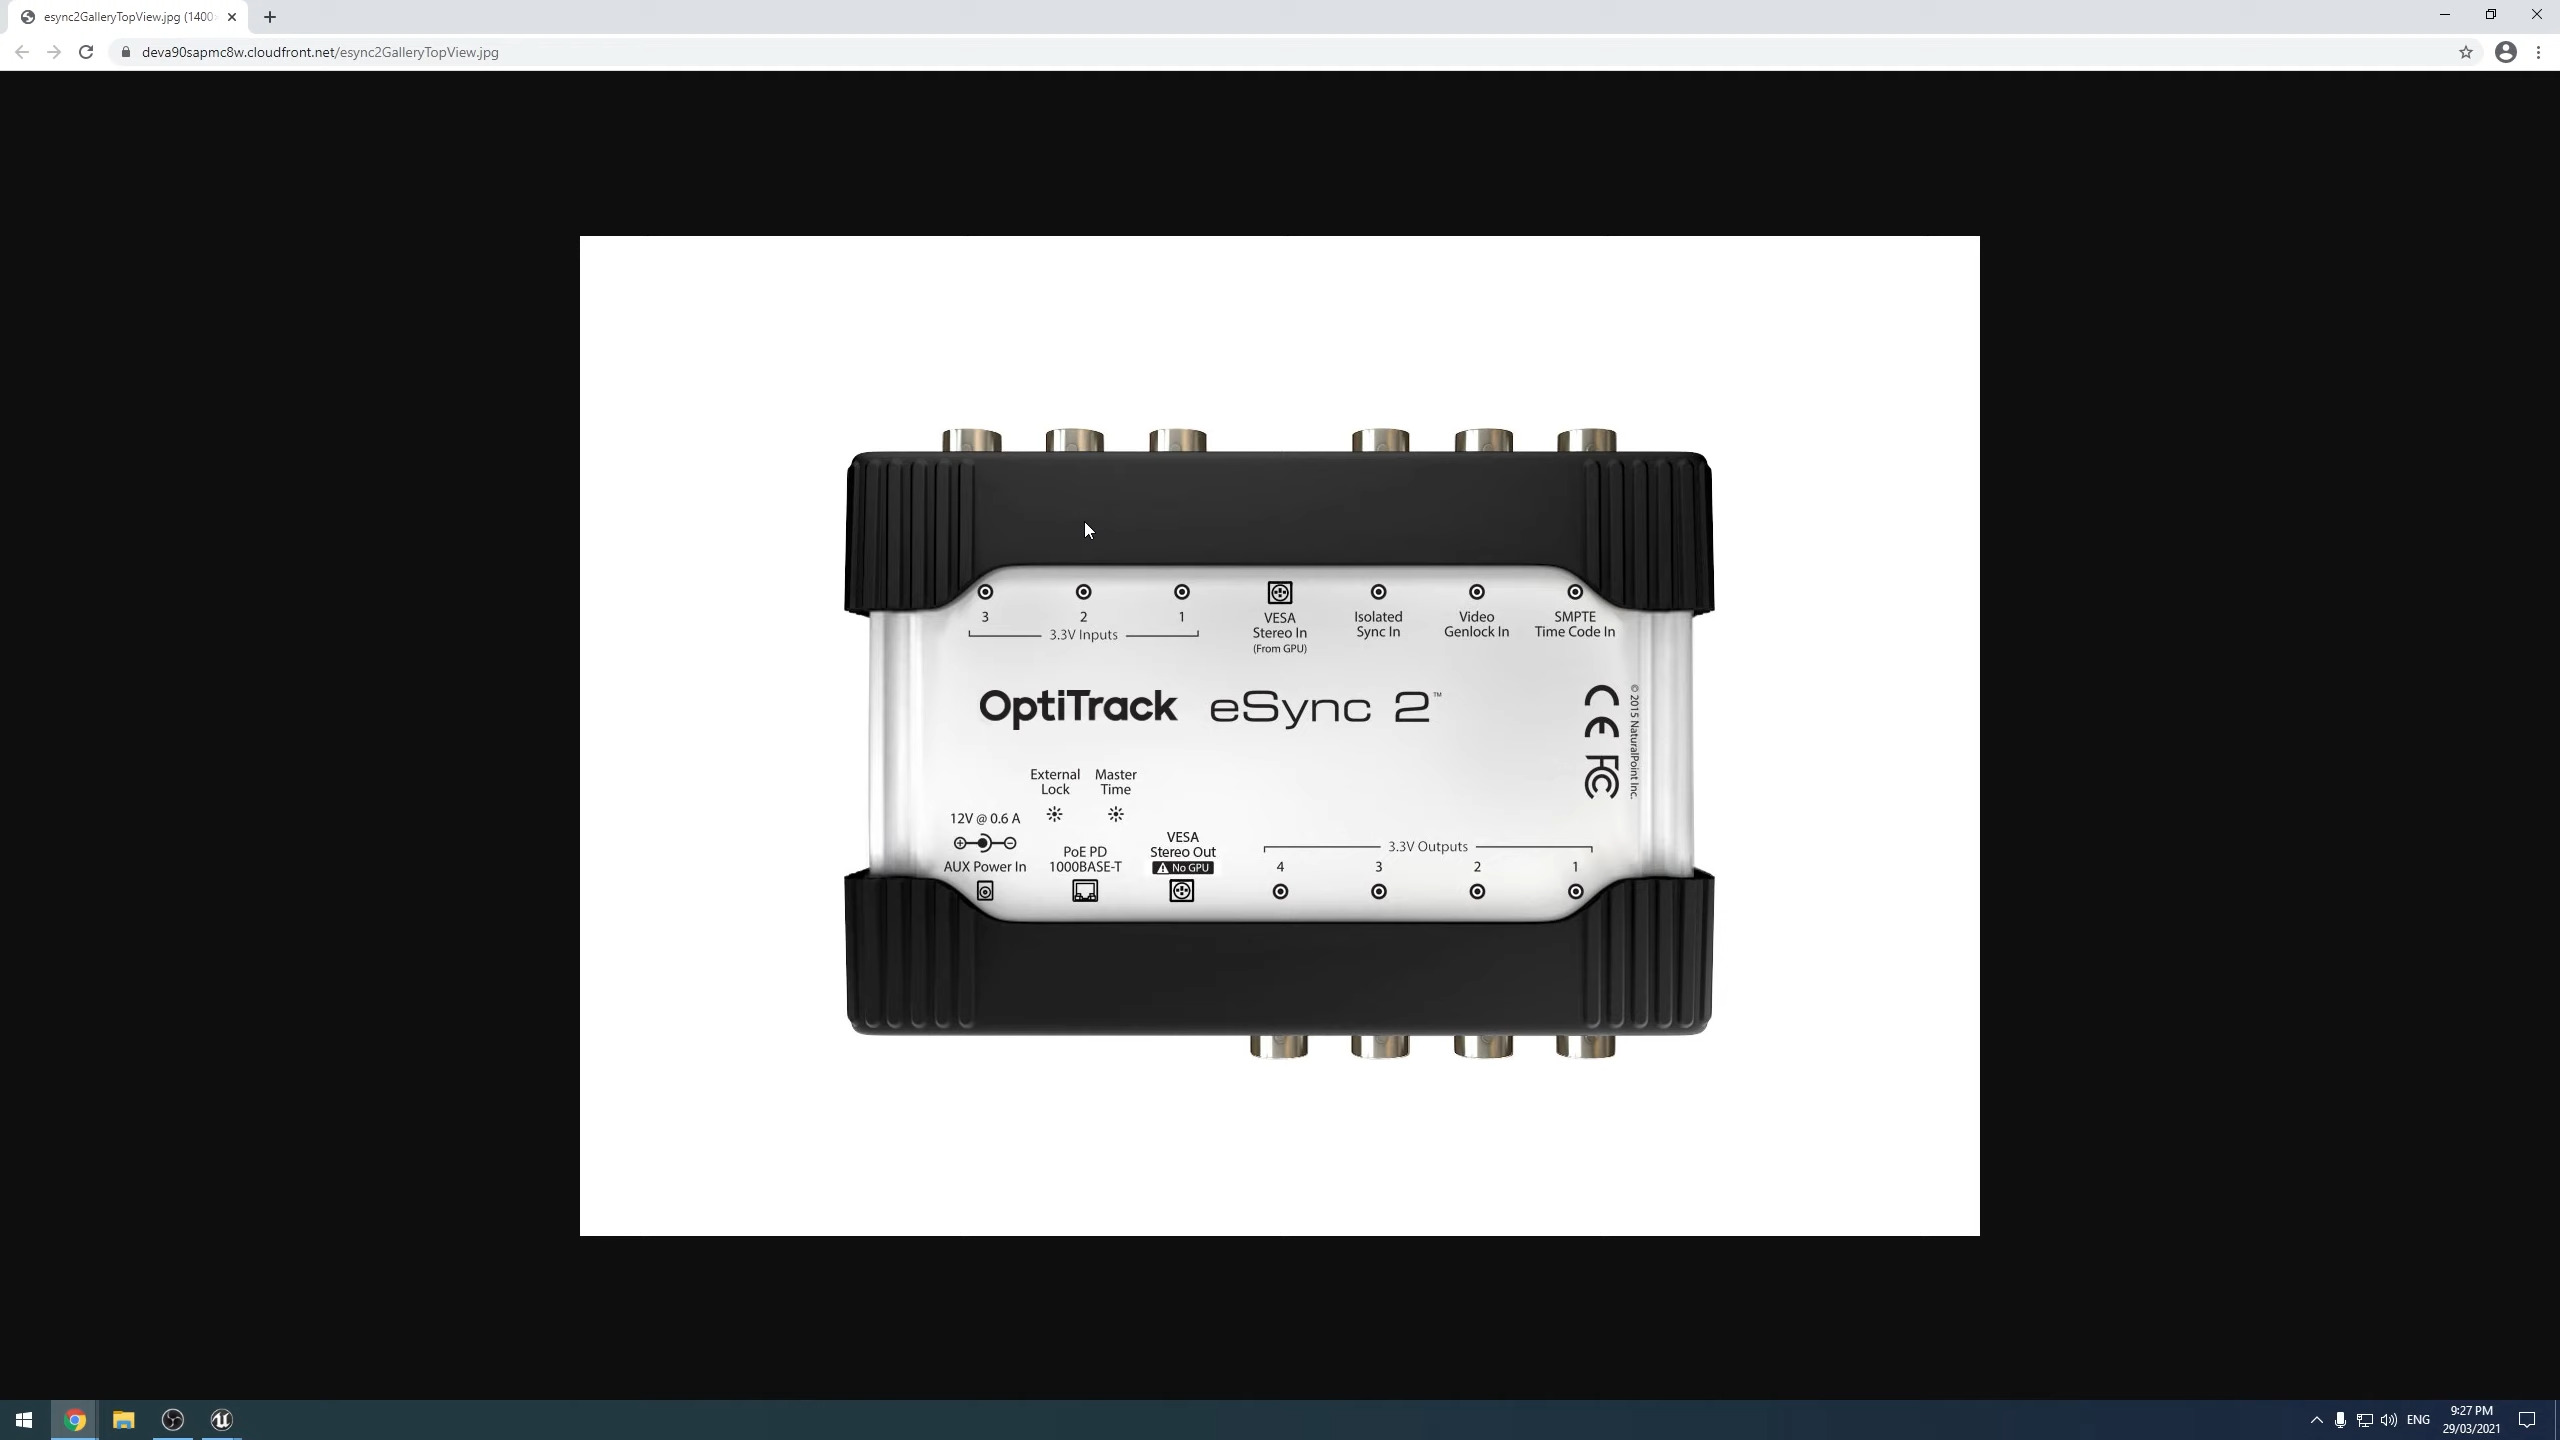 esync2GalleryTopView.jpg (1400
deva90sapmc8w.cloudfront.net/esync2GalleryTopView.jpg
3 2 1
3.3V Inputs
VESA
Stereo In
(From GPU)
Isolated
Sync In
Video
Genlock In
SMPTE
Time Code In
OptiTrack eSync 2™
CE FC
© 2015 NaturalPoint Inc.
External
Lock
Master
Time
12V @ 0.6 A
AUX Power In
PoE PD
1000BASE-T
VESA
Stereo Out
No GPU
3.3V Outputs
4 3 2 1
ENG
9:27 PM
29/03/2021